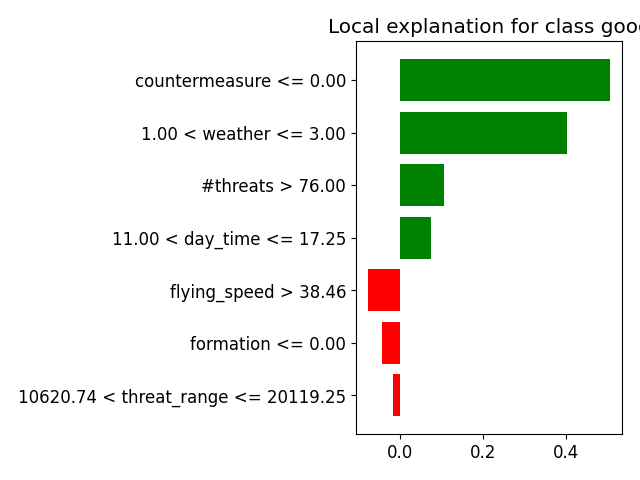 Local explanation for class good
countermeasure <= 0.00
1.00 < weather <= 3.00
#threats > 76.00
11.00 < day_time <= 17.25
flying_speed > 38.46
formation <= 0.00
10620.74 < threat_range <= 20119.25
0.0 0.2 0.4